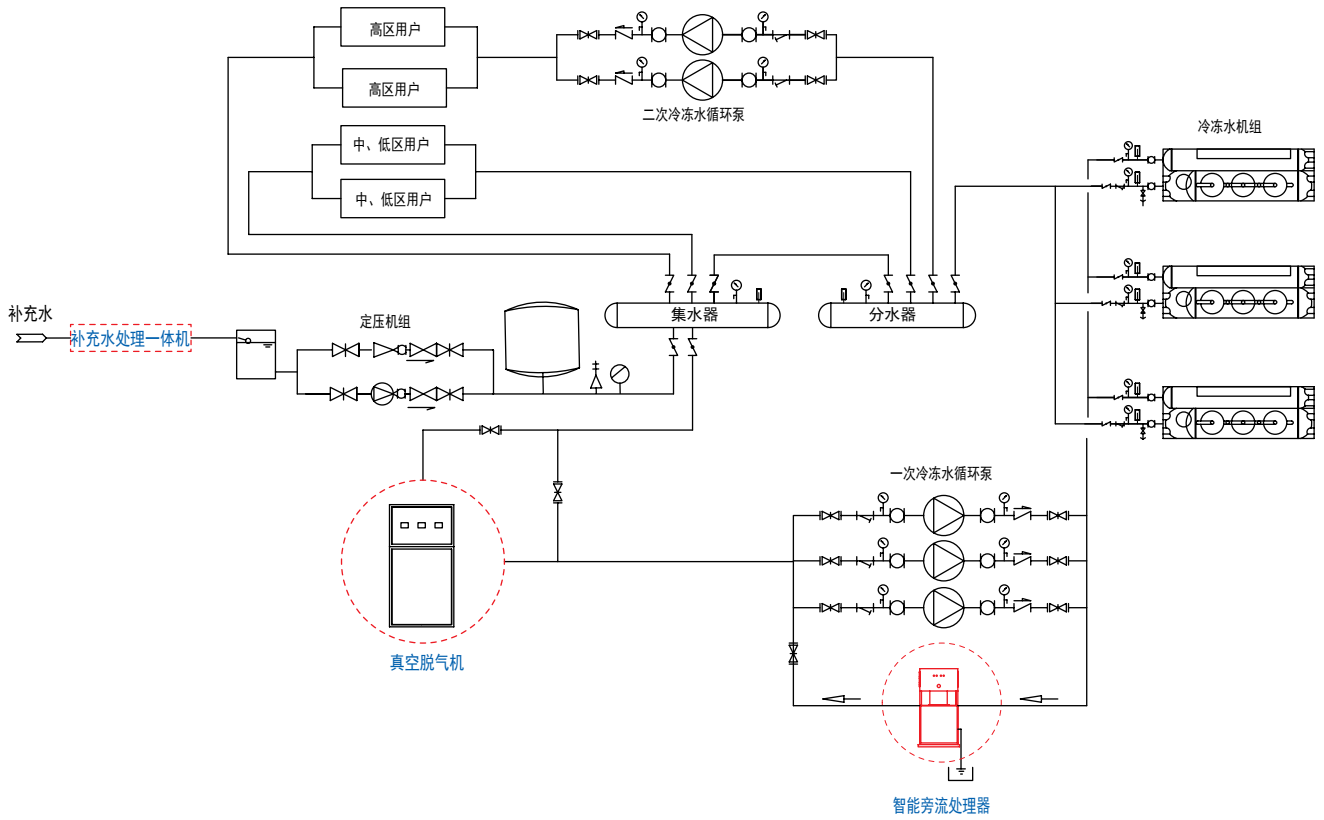 高区用户
高区用户
二次冷冻水循环泵
中、低区用户
中、低区用户
冷冻水机组
补充水
补充水处理一体机
定压机组
集水器
分水器
一次冷冻水循环泵
真空脱气机
智能旁流处理器